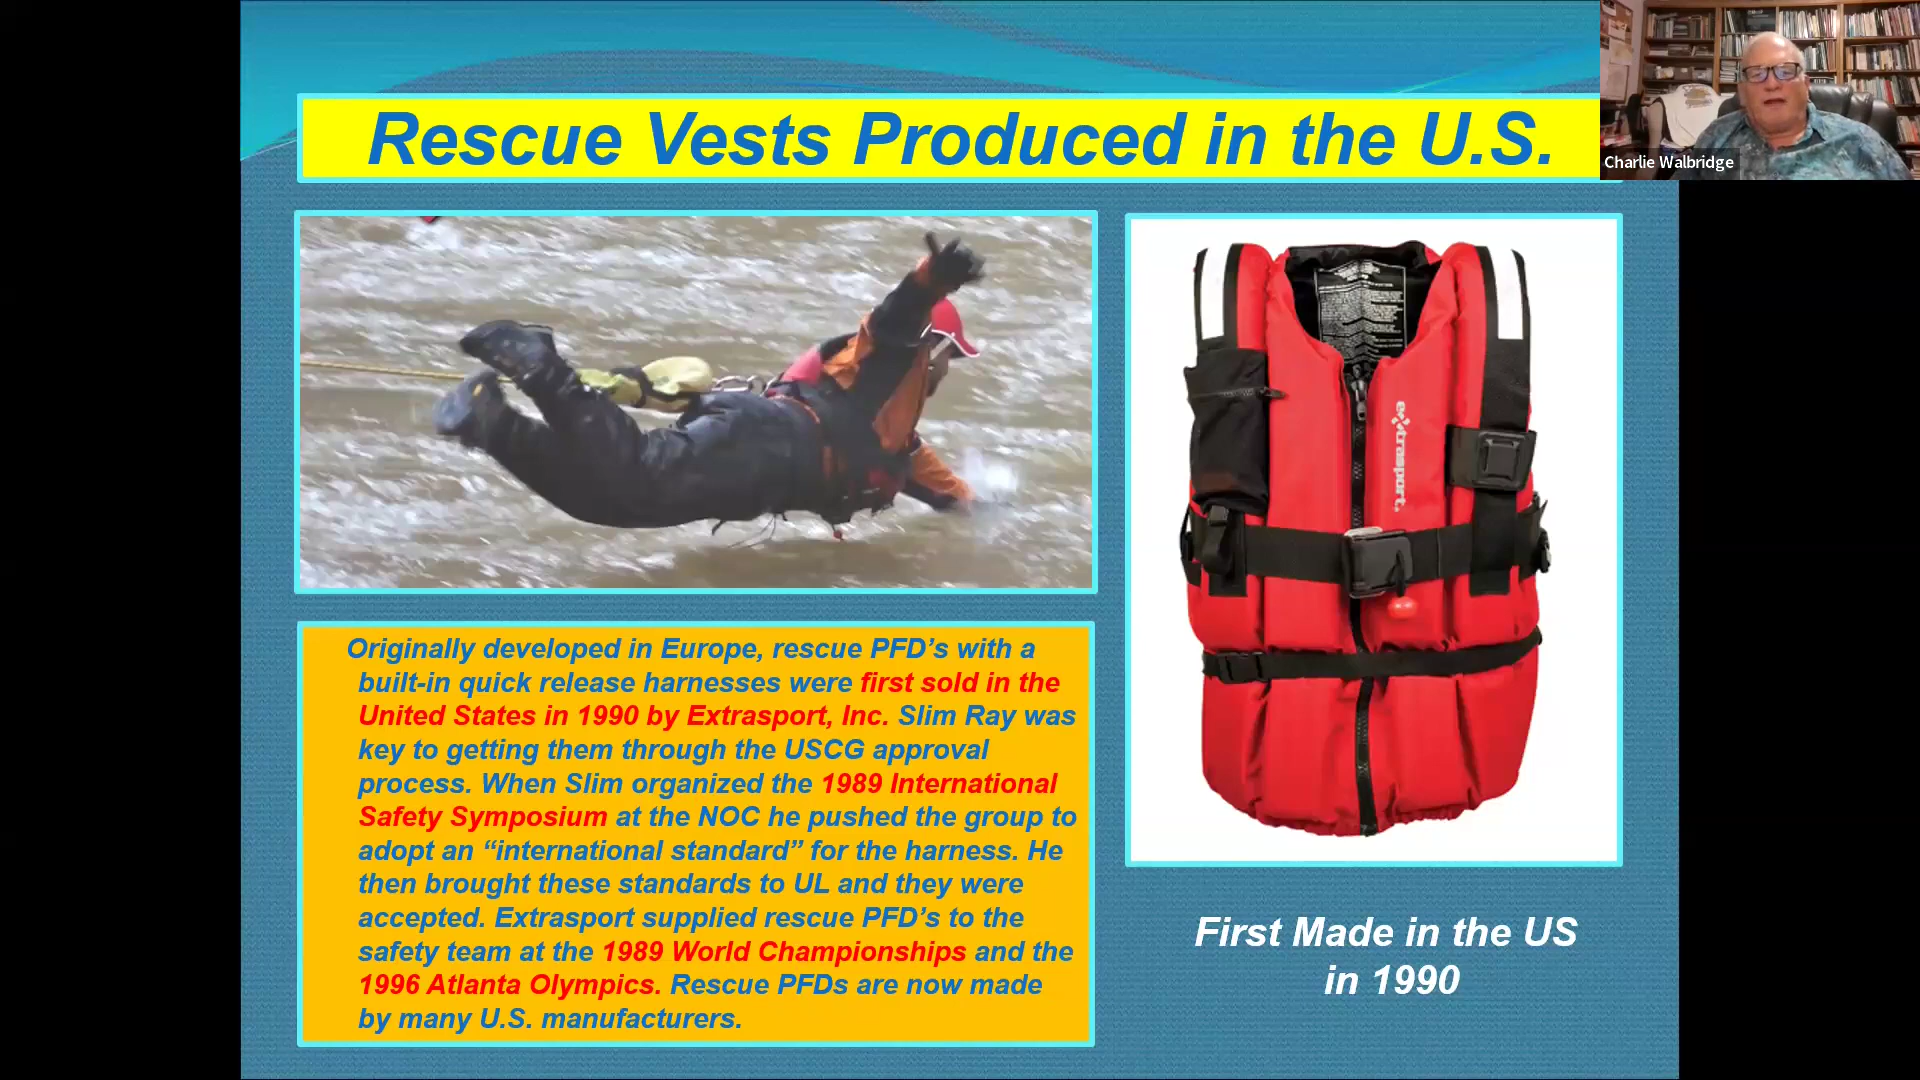 Rescue Vests Produced in the U.S.
Charlie Walbridge
extrasport.
Originally developed in Europe, rescue PFD’s with a
built-in quick release harnesses were first sold in the
United States in 1990 by Extrasport, Inc. Slim Ray was
key to getting them through the USCG approval
process. When Slim organized the 1989 International
Safety Symposium at the NOC he pushed the group to
adopt an “international standard” for the harness. He
then brought these standards to UL and they were
accepted. Extrasport supplied rescue PFD’s to the
safety team at the 1989 World Championships and the
1996 Atlanta Olympics. Rescue PFDs are now made
by many U.S. manufacturers.
First Made in the US
in 1990